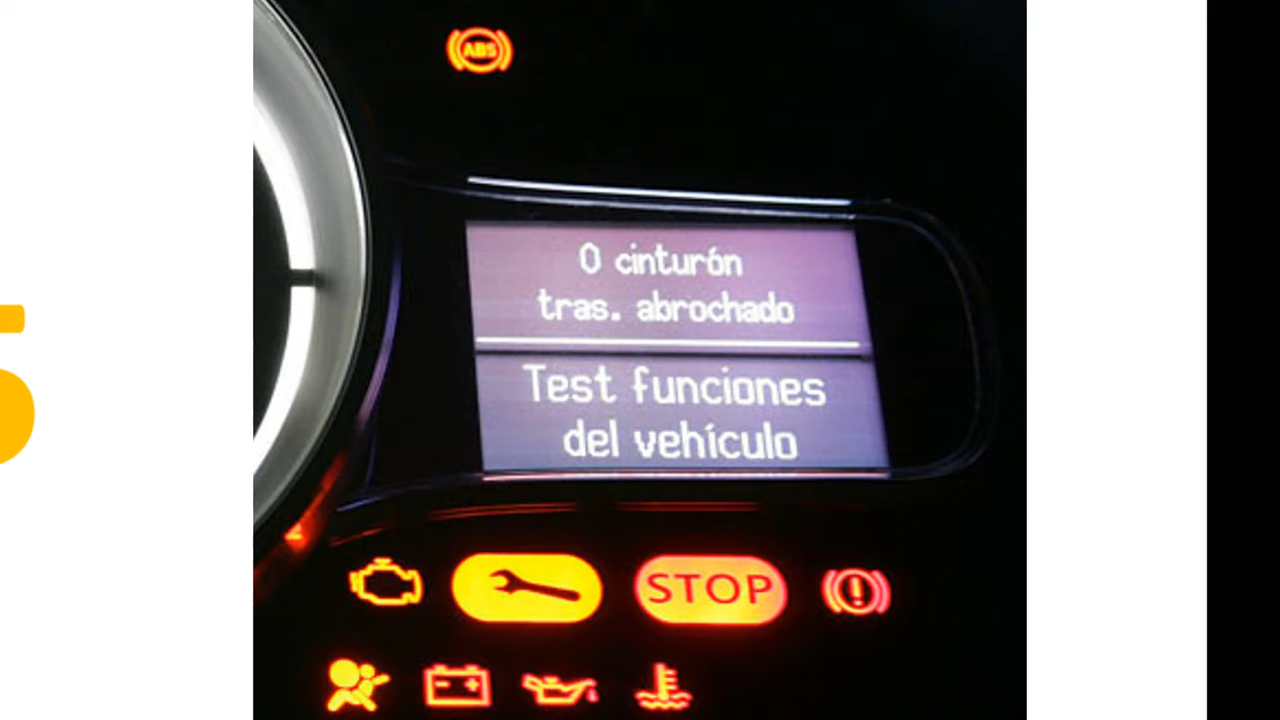 ABS
0 cinturón
tras. abrochado
Test funciones
del vehículo
STOP